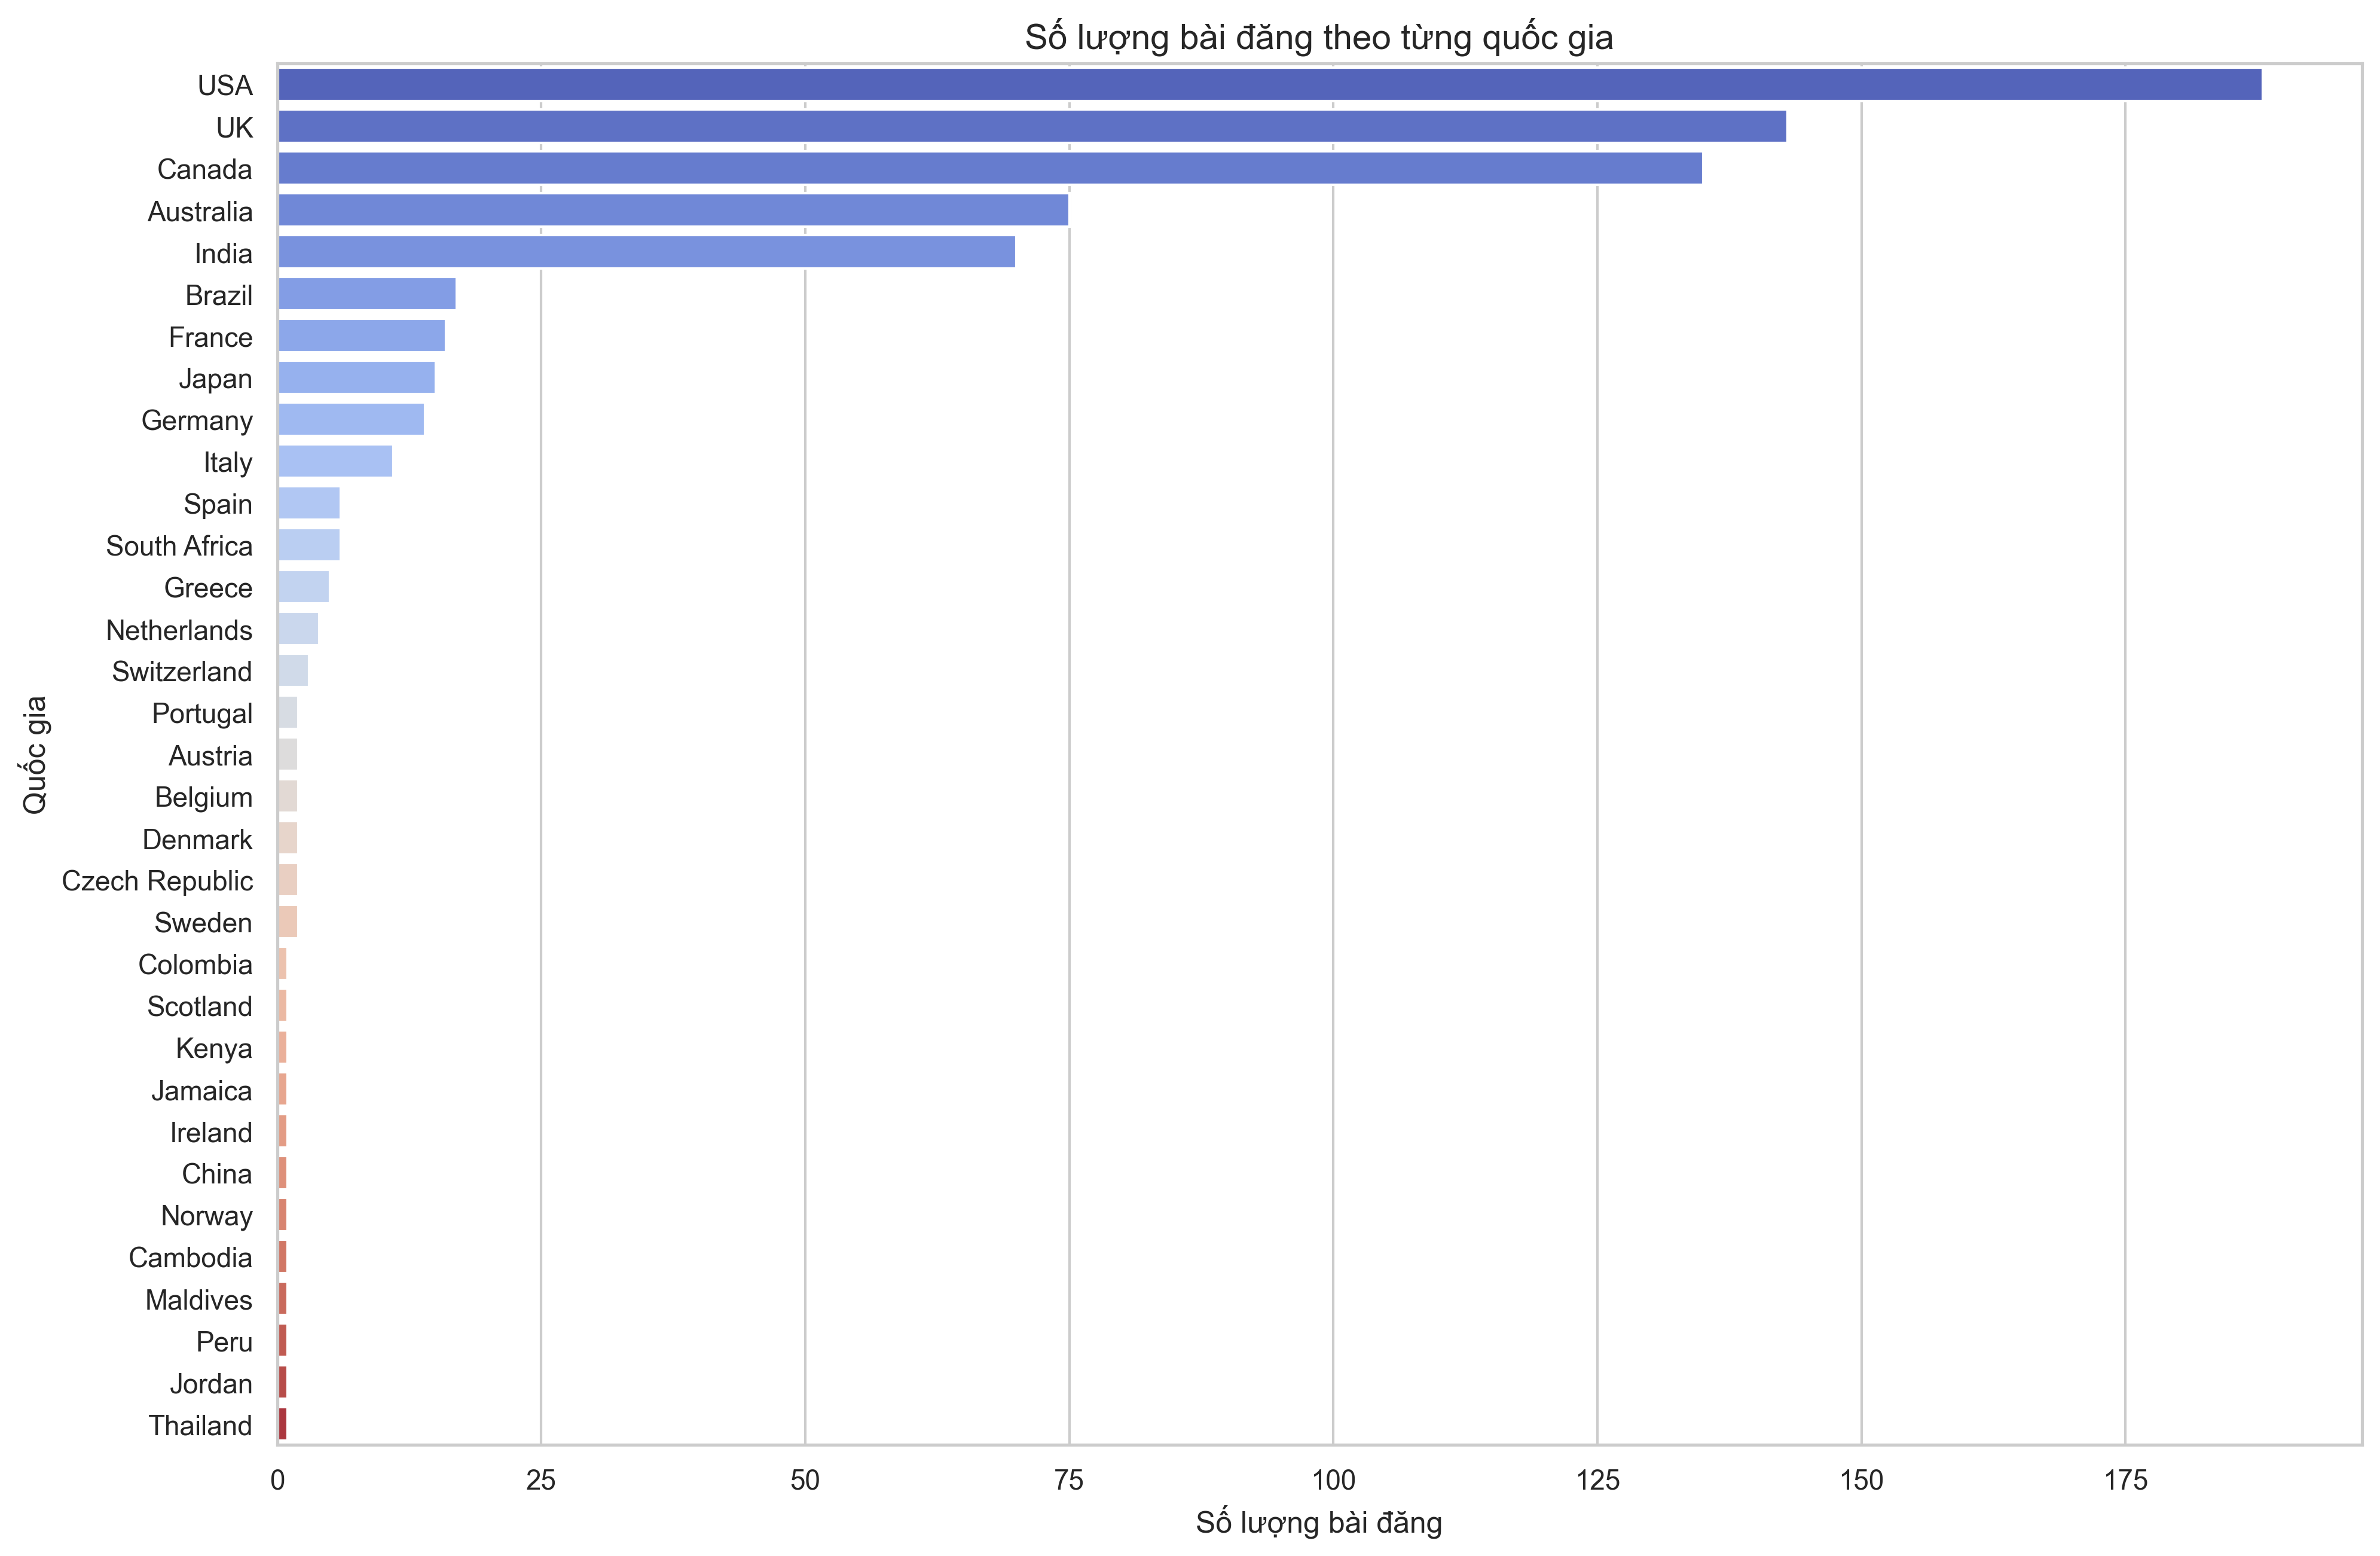 Số lượng bài đăng theo từng quốc gia
USA
UK
Canada
Australia
India
Brazil
France
Japan
Germany
Italy
Spain
South Africa
Greece
Netherlands
Switzerland
Portugal
Austria
Belgium
Denmark
Czech Republic
Sweden
Colombia
Scotland
Kenya
Jamaica
Ireland
China
Norway
Cambodia
Maldives
Peru
Jordan
Thailand
Quốc gia
0 25 50 75 100 125 150 175
Số lượng bài đăng